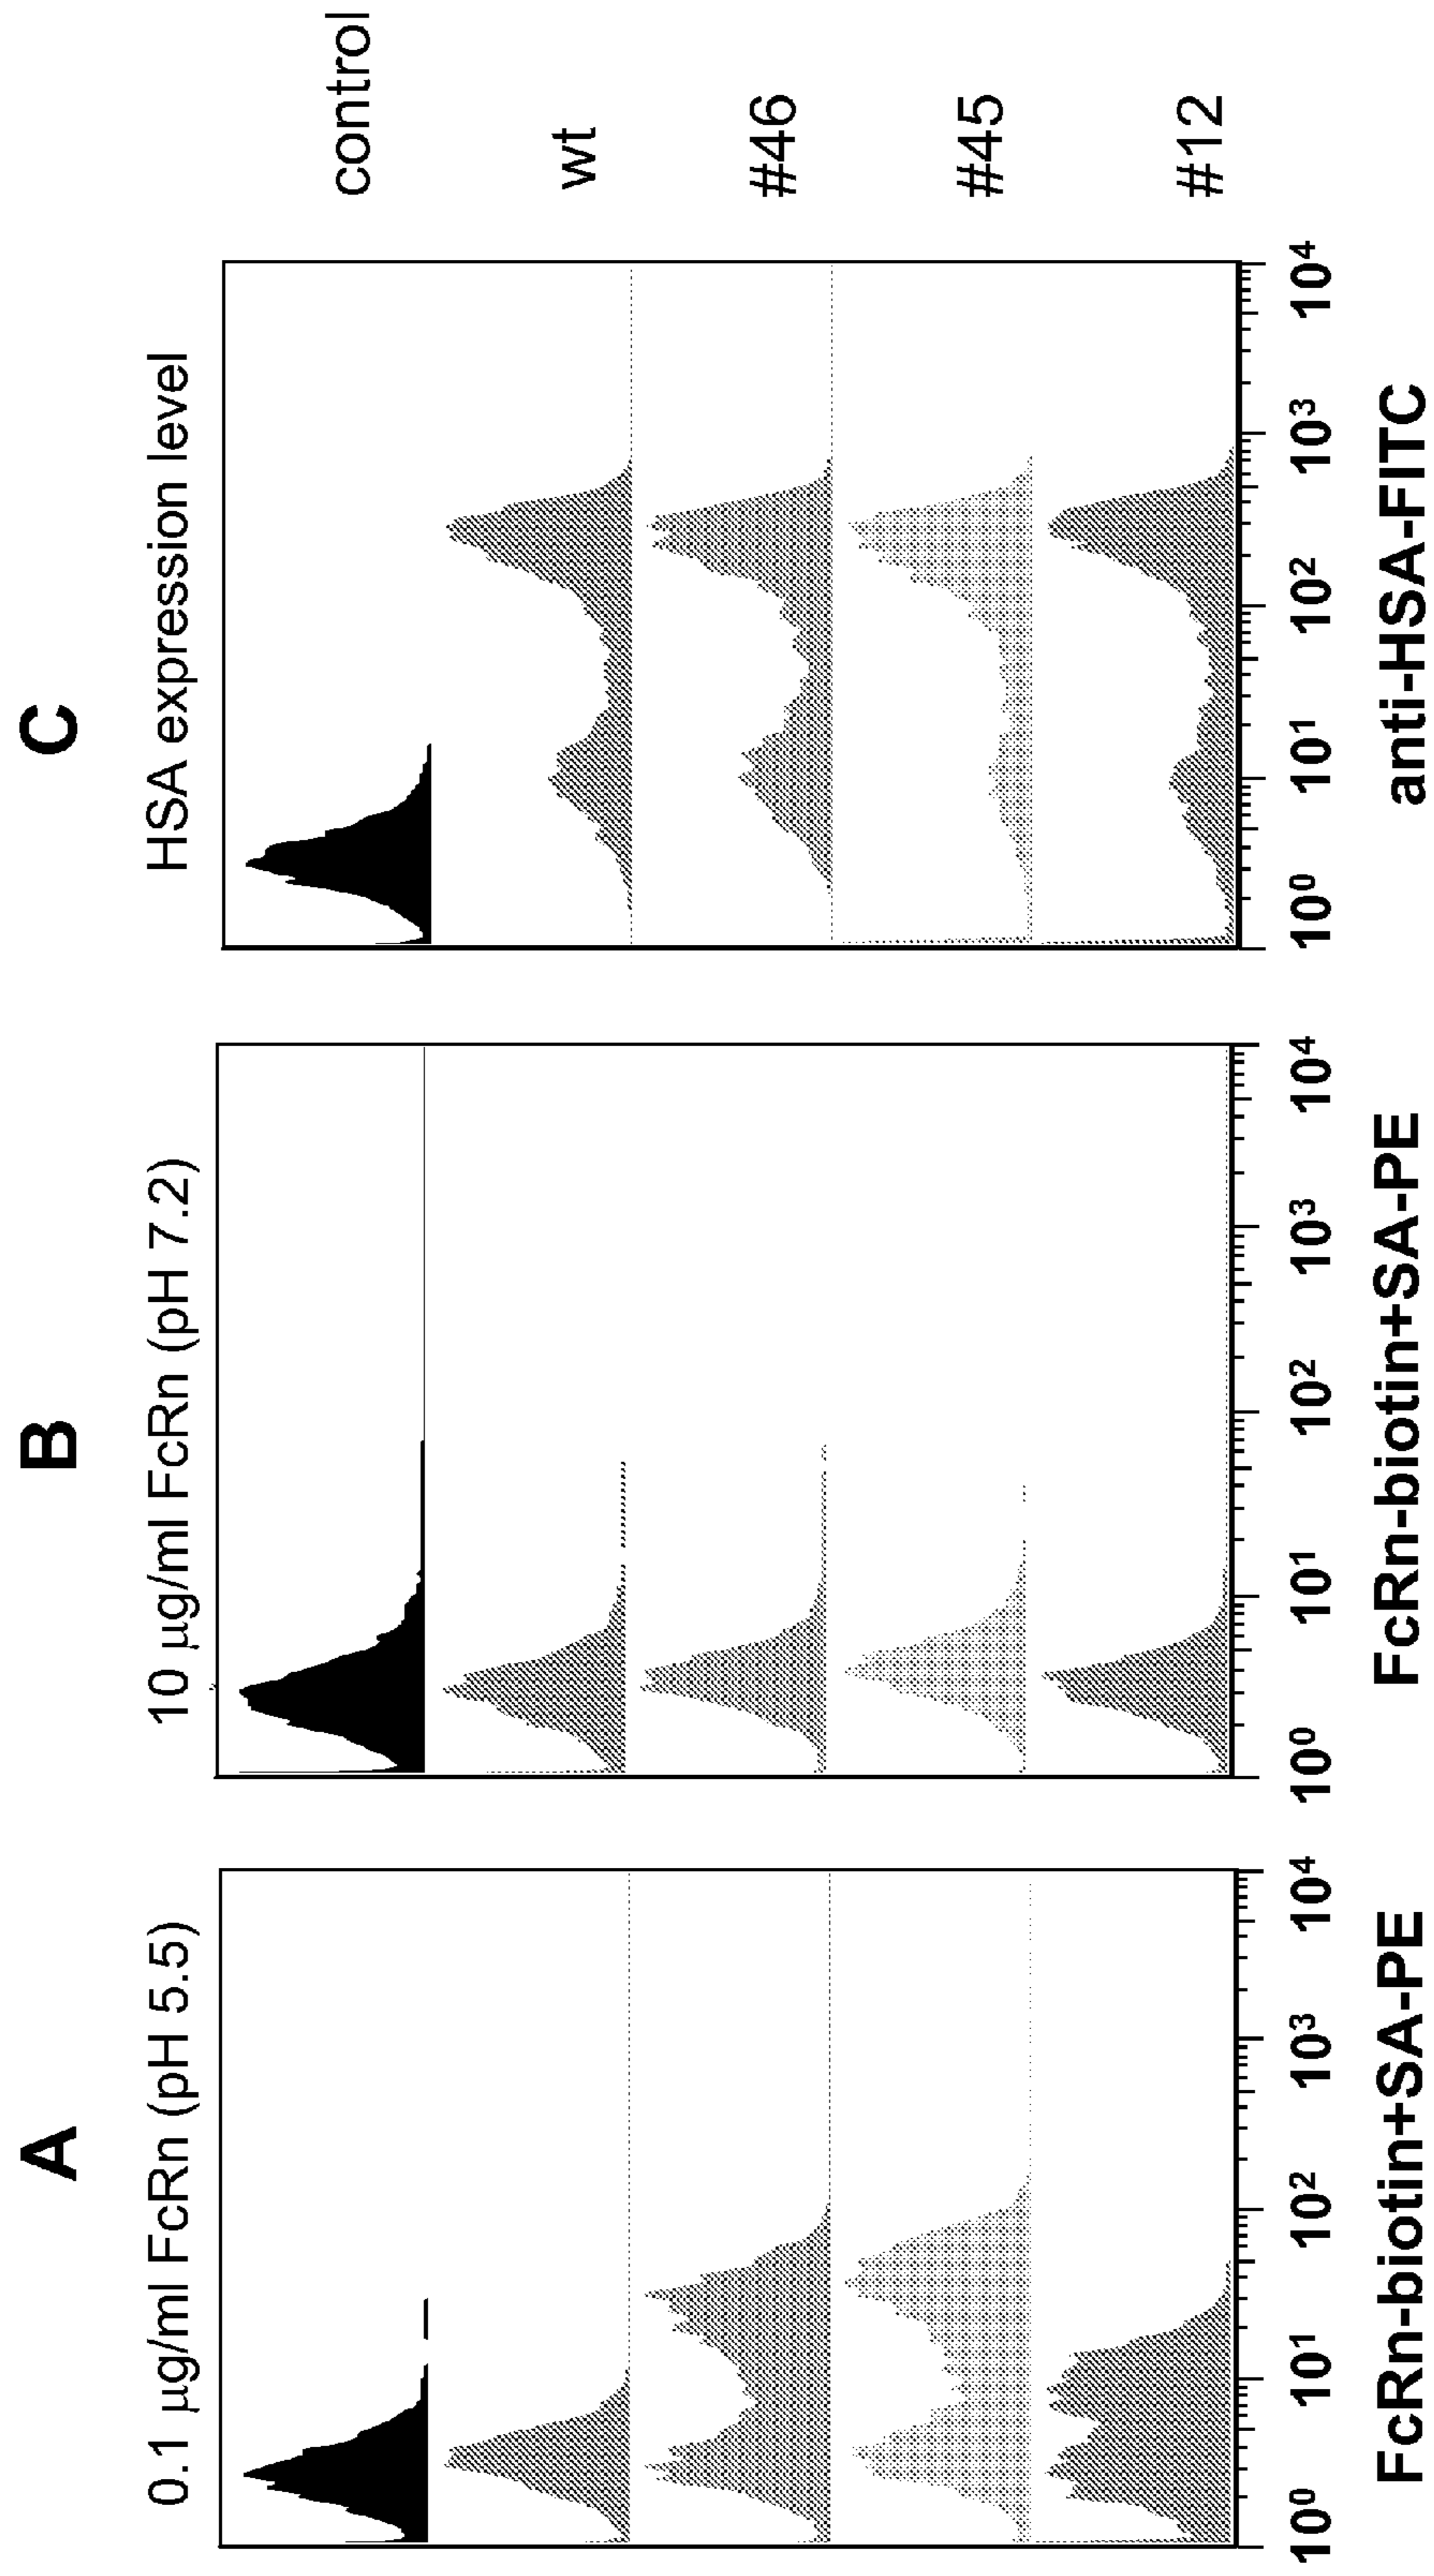 A
B
C
0.1 µg/ml FcRn (pH 5.5)
10 µg/ml FcRn (pH 7.2)
HSA expression level
control
wt
#46
#45
#12
10⁰ 10¹ 10² 10³ 10⁴
10⁰ 10¹ 10² 10³ 10⁴
10⁰ 10¹ 10² 10³ 10⁴
FcRn-biotin+SA-PE
FcRn-biotin+SA-PE
anti-HSA-FITC